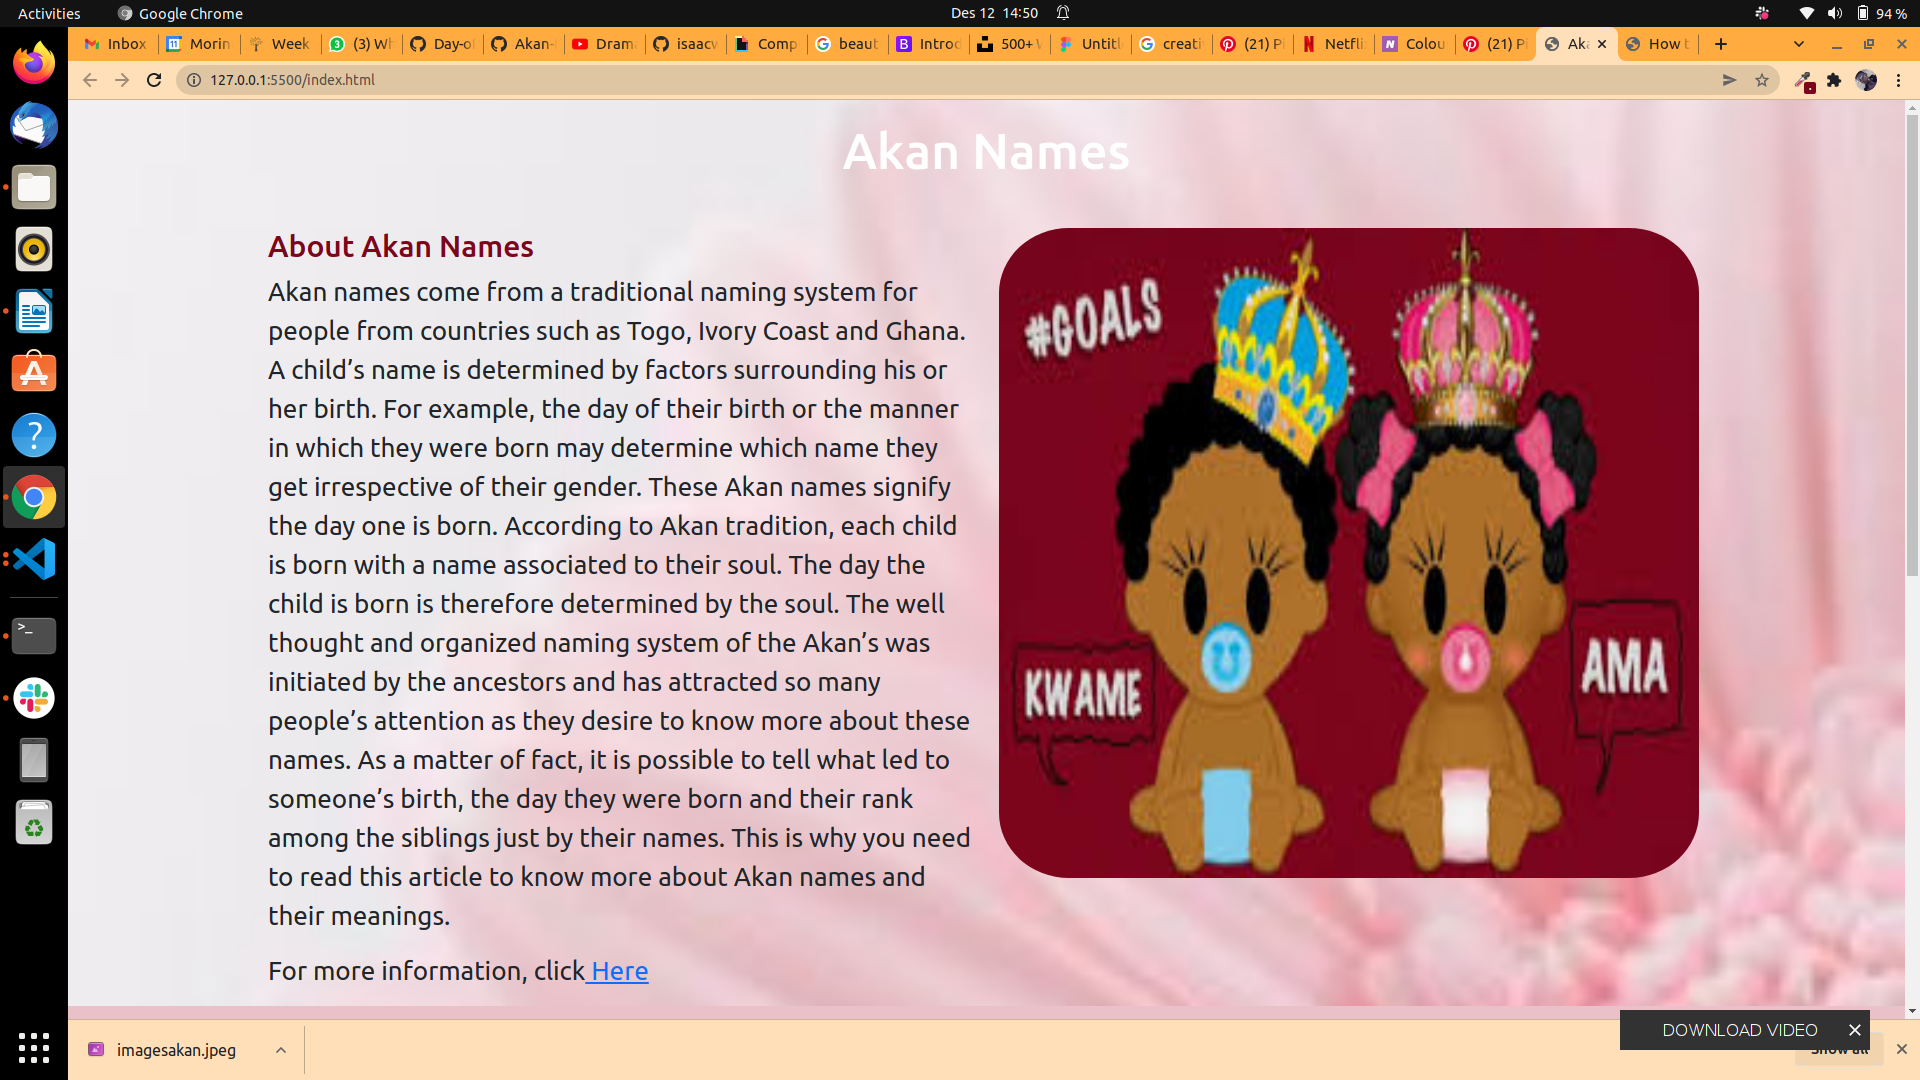 Activities
Google Chrome
Des 12 14:50
94 %
Inbox
Morin
Week
(3) Wh
Day-o
Akan-
Dram
isaacw
Comp
beaut
Introd
500+
Untitl
creati
(21) Pi
Netfli
Colou
(21) Pi
Aka
How t
127.0.0.1:5500/index.html
Akan Names
About Akan Names
Akan names come from a traditional naming system for
people from countries such as Togo, Ivory Coast and Ghana.
A child’s name is determined by factors surrounding his or
her birth. For example, the day of their birth or the manner
in which they were born may determine which name they
get irrespective of their gender. These Akan names signify
the day one is born. According to Akan tradition, each child
is born with a name associated to their soul. The day the
child is born is therefore determined by the soul. The well
thought and organized naming system of the Akan’s was
initiated by the ancestors and has attracted so many
people’s attention as they desire to know more about these
names. As a matter of fact, it is possible to tell what led to
someone’s birth, the day they were born and their rank
among the siblings just by their names. This is why you need
to read this article to know more about Akan names and
their meanings.
For more information, click Here
#GOALS
KWAME
AMA
imagesakan.jpeg
DOWNLOAD VIDEO
Show all